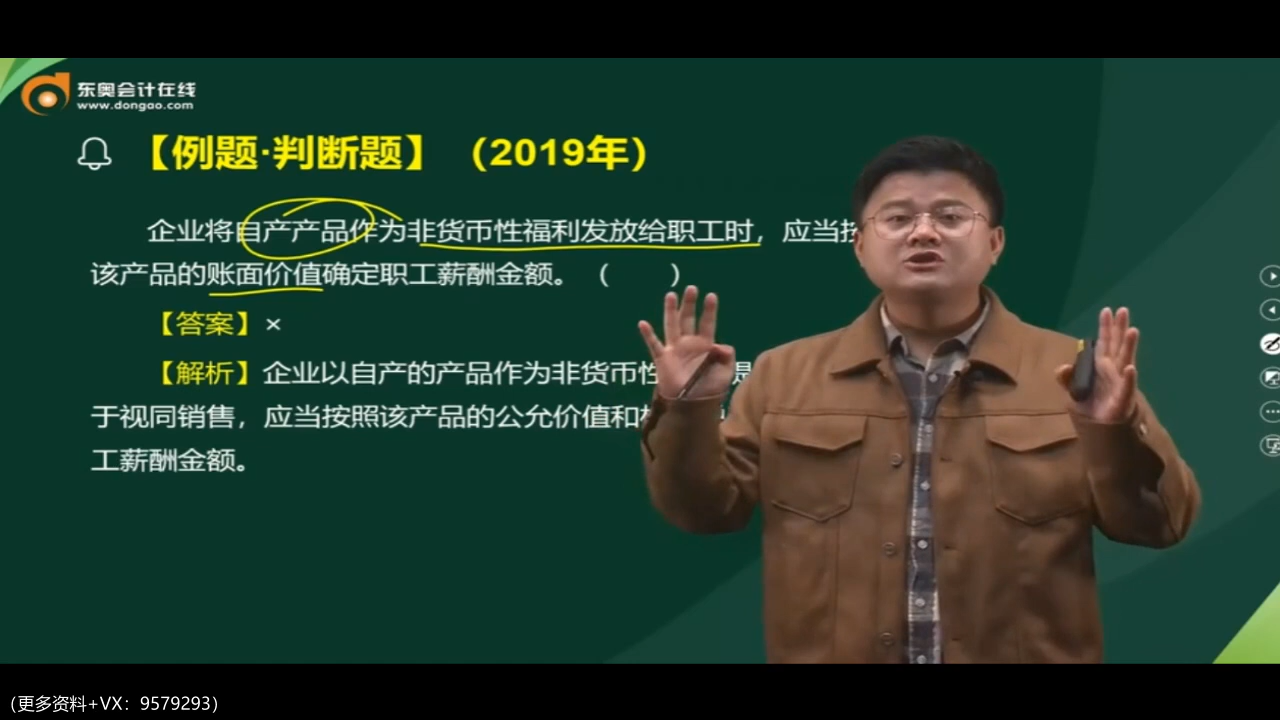 东奥会计在线
www.dongao.com
【例题·判断题】（2019年）
企业将自产产品作为非货币性福利发放给职工时，应当按
该产品的账面价值确定职工薪酬金额。（ ）
【答案】×
【解析】企业以自产的产品作为非货币性 是
于视同销售，应当按照该产品的公允价值和
工薪酬金额。
(更多资料+VX：9579293)